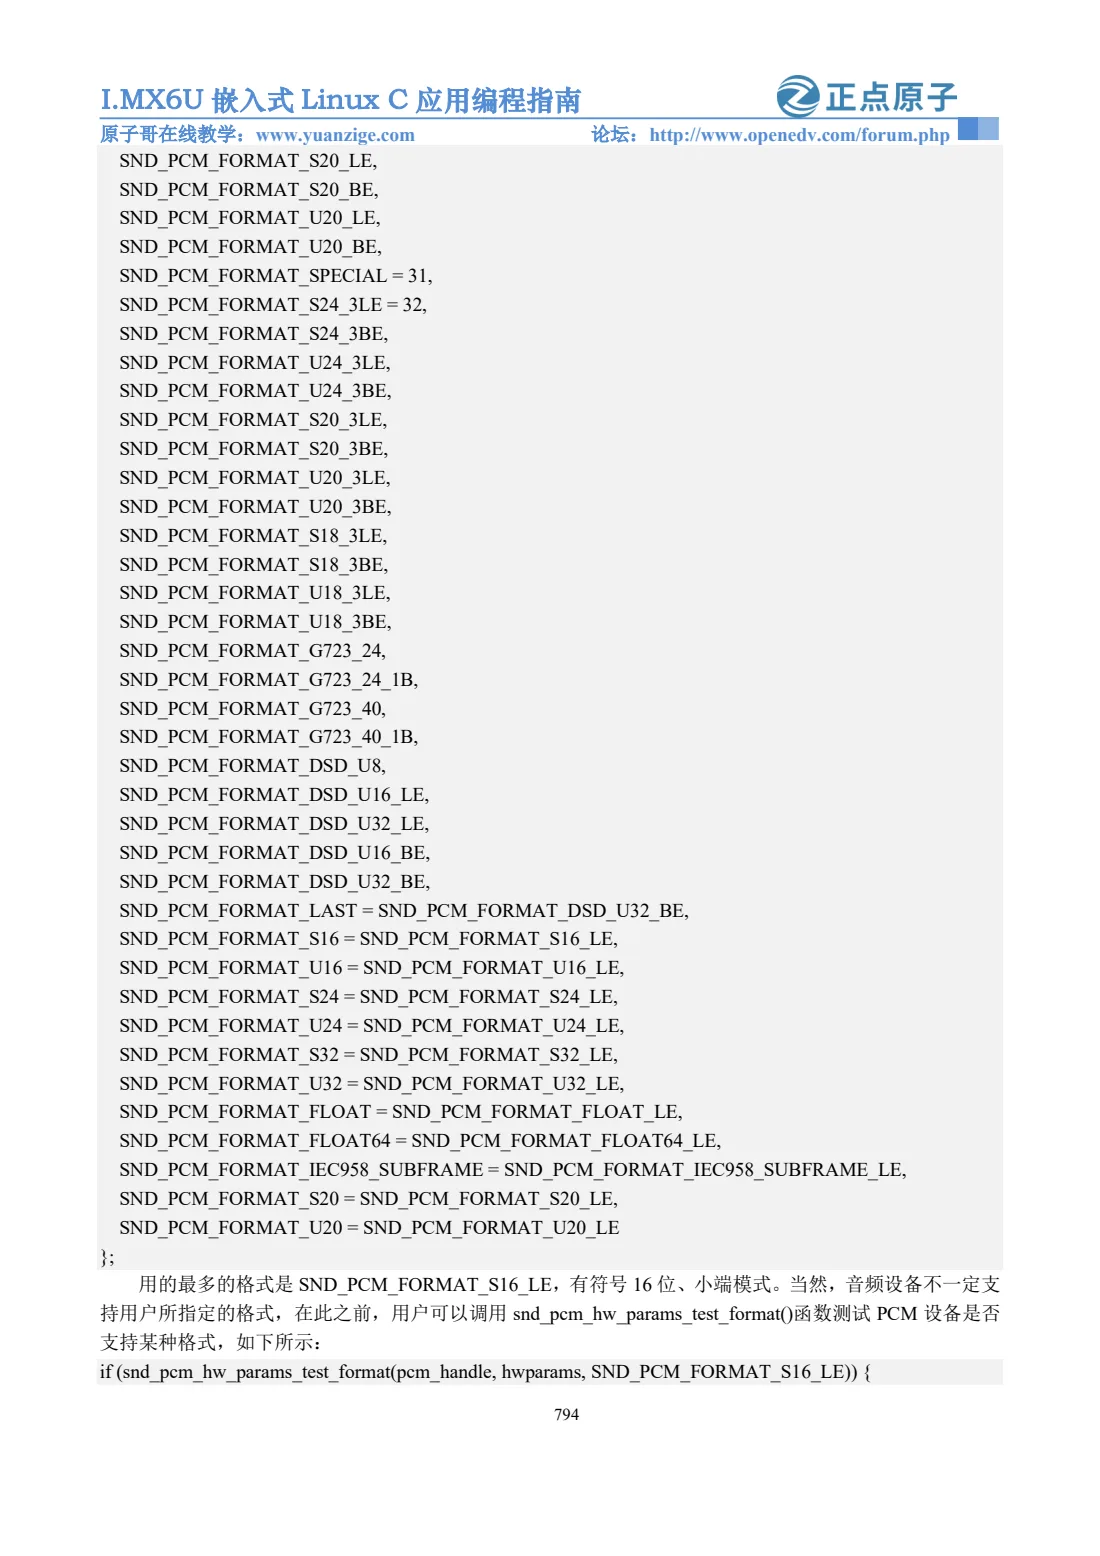 I.MX6U 嵌入式 Linux C 应用编程指南
正点原子
原子哥在线教学：www.yuanzige.com 论坛：http://www.openedv.com/forum.php
SND_PCM_FORMAT_S20_LE,
SND_PCM_FORMAT_S20_BE,
SND_PCM_FORMAT_U20_LE,
SND_PCM_FORMAT_U20_BE,
SND_PCM_FORMAT_SPECIAL = 31,
SND_PCM_FORMAT_S24_3LE = 32,
SND_PCM_FORMAT_S24_3BE,
SND_PCM_FORMAT_U24_3LE,
SND_PCM_FORMAT_U24_3BE,
SND_PCM_FORMAT_S20_3LE,
SND_PCM_FORMAT_S20_3BE,
SND_PCM_FORMAT_U20_3LE,
SND_PCM_FORMAT_U20_3BE,
SND_PCM_FORMAT_S18_3LE,
SND_PCM_FORMAT_S18_3BE,
SND_PCM_FORMAT_U18_3LE,
SND_PCM_FORMAT_U18_3BE,
SND_PCM_FORMAT_G723_24,
SND_PCM_FORMAT_G723_24_1B,
SND_PCM_FORMAT_G723_40,
SND_PCM_FORMAT_G723_40_1B,
SND_PCM_FORMAT_DSD_U8,
SND_PCM_FORMAT_DSD_U16_LE,
SND_PCM_FORMAT_DSD_U32_LE,
SND_PCM_FORMAT_DSD_U16_BE,
SND_PCM_FORMAT_DSD_U32_BE,
SND_PCM_FORMAT_LAST = SND_PCM_FORMAT_DSD_U32_BE,
SND_PCM_FORMAT_S16 = SND_PCM_FORMAT_S16_LE,
SND_PCM_FORMAT_U16 = SND_PCM_FORMAT_U16_LE,
SND_PCM_FORMAT_S24 = SND_PCM_FORMAT_S24_LE,
SND_PCM_FORMAT_U24 = SND_PCM_FORMAT_U24_LE,
SND_PCM_FORMAT_S32 = SND_PCM_FORMAT_S32_LE,
SND_PCM_FORMAT_U32 = SND_PCM_FORMAT_U32_LE,
SND_PCM_FORMAT_FLOAT = SND_PCM_FORMAT_FLOAT_LE,
SND_PCM_FORMAT_FLOAT64 = SND_PCM_FORMAT_FLOAT64_LE,
SND_PCM_FORMAT_IEC958_SUBFRAME = SND_PCM_FORMAT_IEC958_SUBFRAME_LE,
SND_PCM_FORMAT_S20 = SND_PCM_FORMAT_S20_LE,
SND_PCM_FORMAT_U20 = SND_PCM_FORMAT_U20_LE
};
用的最多的格式是 SND_PCM_FORMAT_S16_LE，有符号 16 位、小端模式。当然，音频设备不一定支
持用户所指定的格式，在此之前，用户可以调用 snd_pcm_hw_params_test_format()函数测试 PCM 设备是否
支持某种格式，如下所示：
if (snd_pcm_hw_params_test_format(pcm_handle, hwparams, SND_PCM_FORMAT_S16_LE)) {
794